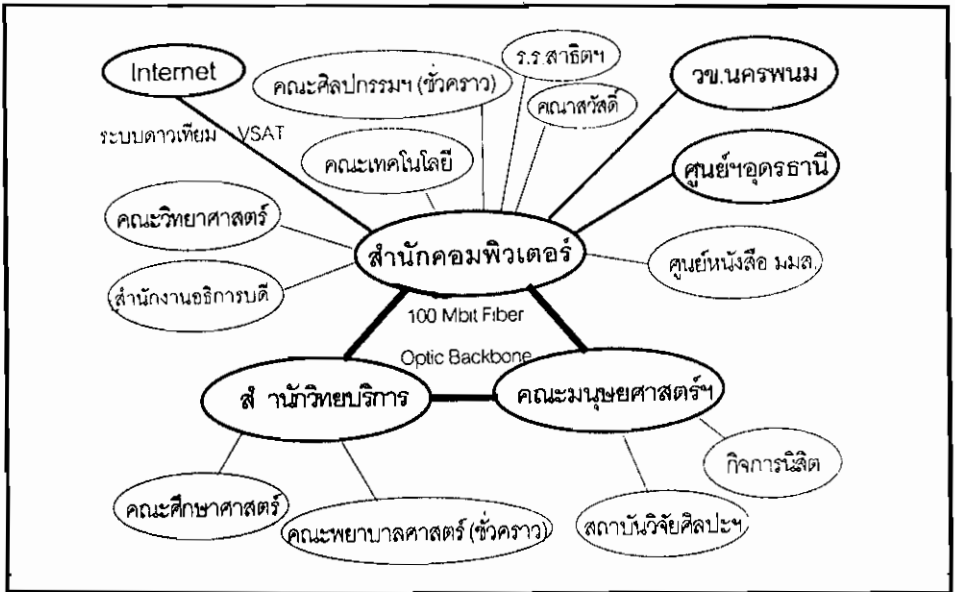 Internet
ร.ร.สาธิตฯ
คณะศิลปกรรมฯ (ชั่วคราว)
วข.นครพนม
คณาสวัสดิ์
ระบบดาวเทียม VSAT
คณะเทคโนโลยี
ศูนย์ฯอุดรธานี
คณะวิทยาศาสตร์
สำนักคอมพิวเตอร์
ศูนย์หนังสือ มมส.
สำนักงานอธิการบดี
100 Mbit Fiber
Optic Backbone
สำนักวิทยบริการ
คณะมนุษยศาสตร์ฯ
กิจการนิสิต
คณะศึกษาศาสตร์
คณะพยาบาลศาสตร์ (ชั่วคราว)
สถาบันวิจัยศิลปะฯ